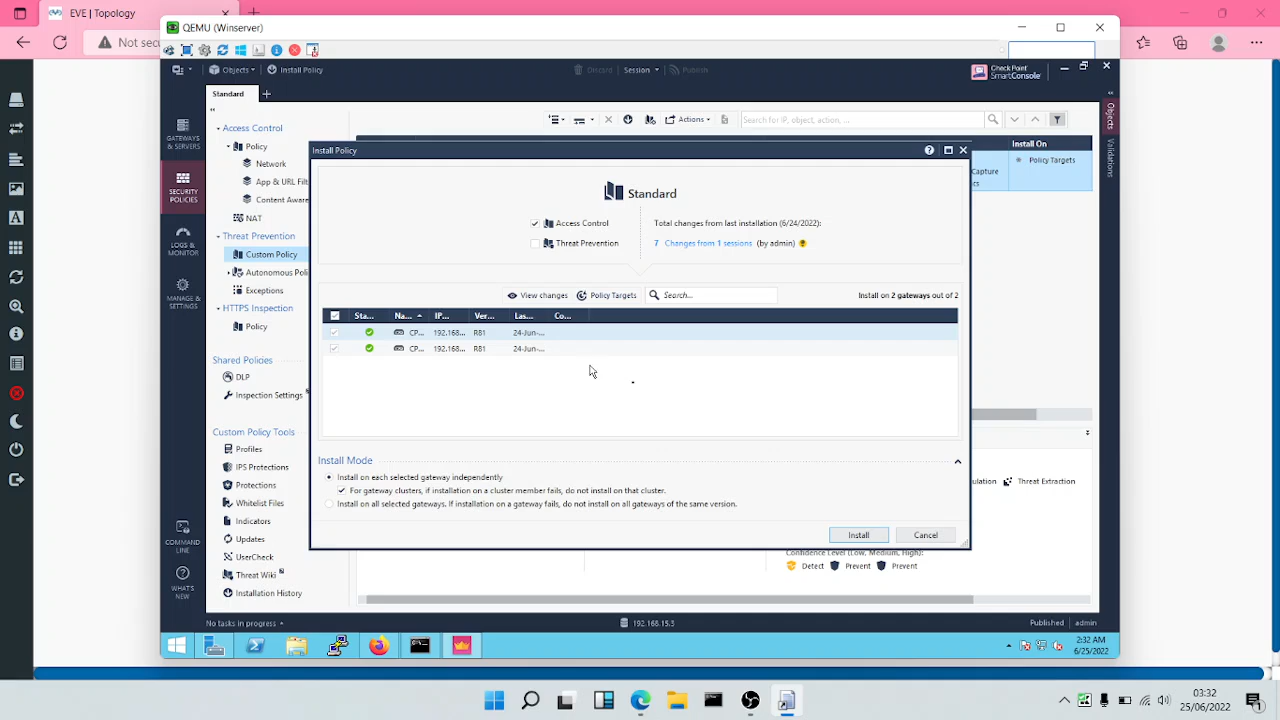 EVE | Topology
Not sec
QEMU (Winserver)
Objects
Install Policy
Discard
Session
Publish
Check Point
SmartConsole
Standard
Search for IP, object, action, ...
Actions
GATEWAYS
& SERVERS
SECURITY
POLICIES
LOGS &
MONITOR
MANAGE &
SETTINGS
COMMAND
LINE
WHAT'S
NEW
Access Control
Policy
Network
App & URL Filt
Content Aware
NAT
Threat Prevention
Custom Policy
Autonomous Poli
Exceptions
HTTPS Inspection
Policy
Shared Policies
DLP
Inspection Settings
Custom Policy Tools
Profiles
IPS Protections
Protections
Whitelist Files
Indicators
Updates
UserCheck
Threat Wiki
Installation History
Install Policy
Standard
Access Control
Threat Prevention
Total changes from last installation (6/24/2022):
7 Changes from 1 sessions (by admin)
View changes
Policy Targets
Search...
Install on 2 gateways out of 2
Sta... Na... IP... Ver... Las... Co...
CP... 192.168... R81 24-Jun-...
CP... 192.168... R81 24-Jun-...
Install Mode
Install on each selected gateway independently
For gateway clusters, if installation on a cluster member fails, do not install on that cluster.
Install on all selected gateways. If installation on a gateway fails, do not install on all gateways of the same version.
Install
Cancel
Install On
Capture
cs
Policy Targets
Objects
Validations
ulation
Threat Extraction
Confidence Level (Low, Medium, High):
Detect
Prevent
Prevent
No tasks in progress
192.168.15.3
Published
admin
2:32 AM
6/25/2022
03:32
25/06/2022
1